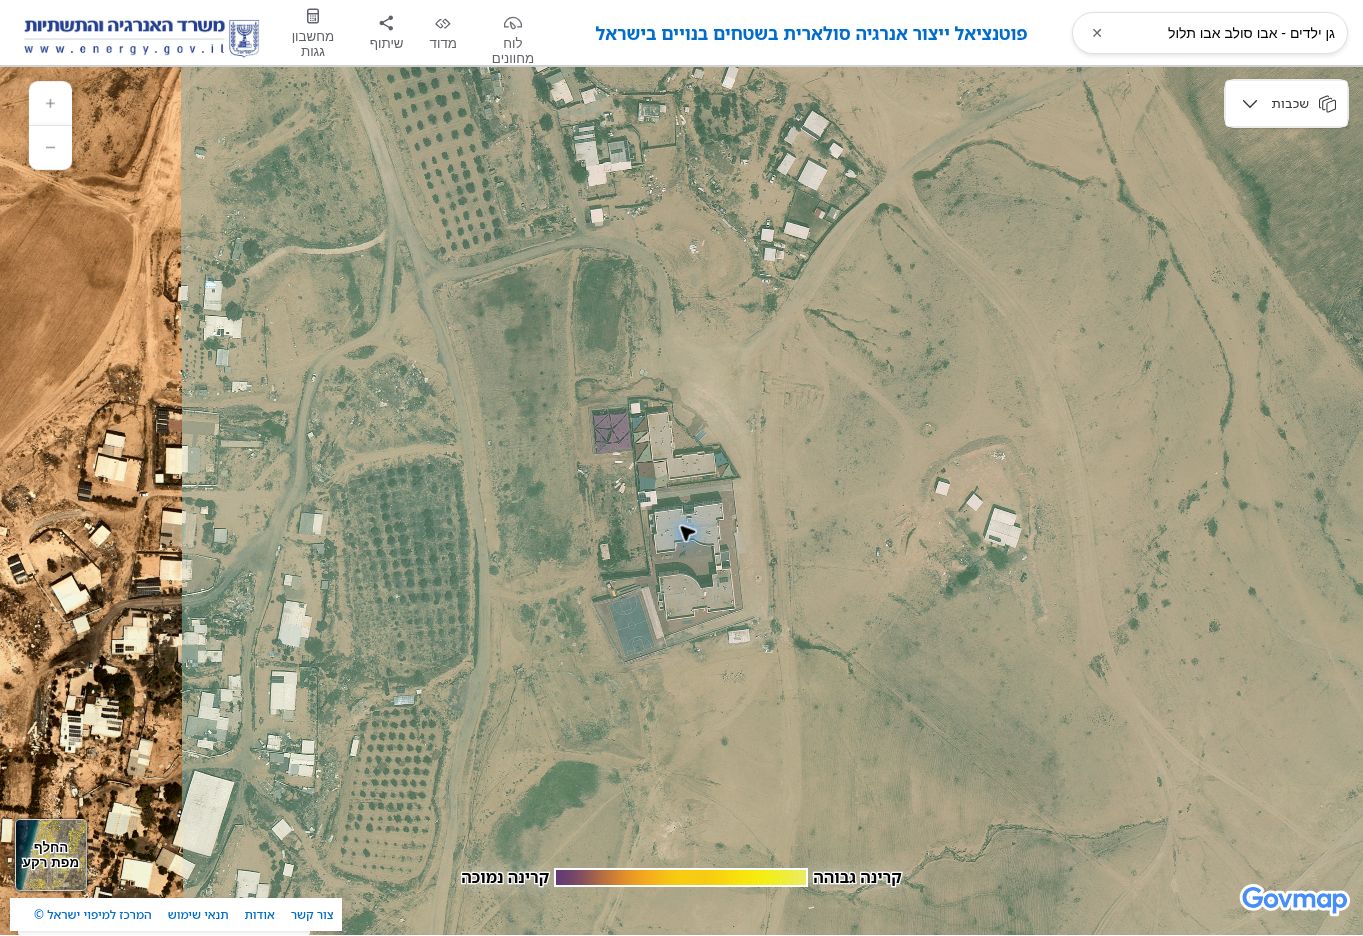 גן ילדים - אבו סולב אבו תלול
×
פוטנציאל ייצור אנרגיה סולארית בשטחים בנויים בישראל
לוח
מחוונים
מדוד
שיתוף
מחשבון
גגות
משרד האנרגיה והתשתיות
www.energy.gov.il
שכבות
+
−
החלף
מפת רקע
קרינה גבוהה
קרינה נמוכה
צור קשר
אודות
תנאי שימוש
המרכז למיפוי ישראל ©
Govmap